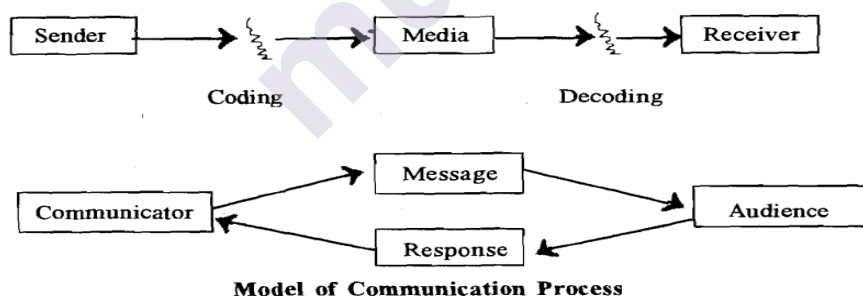 Sender Media Receiver
Coding Decoding
Message
Communicator Audience
Response
Model of Communication Process